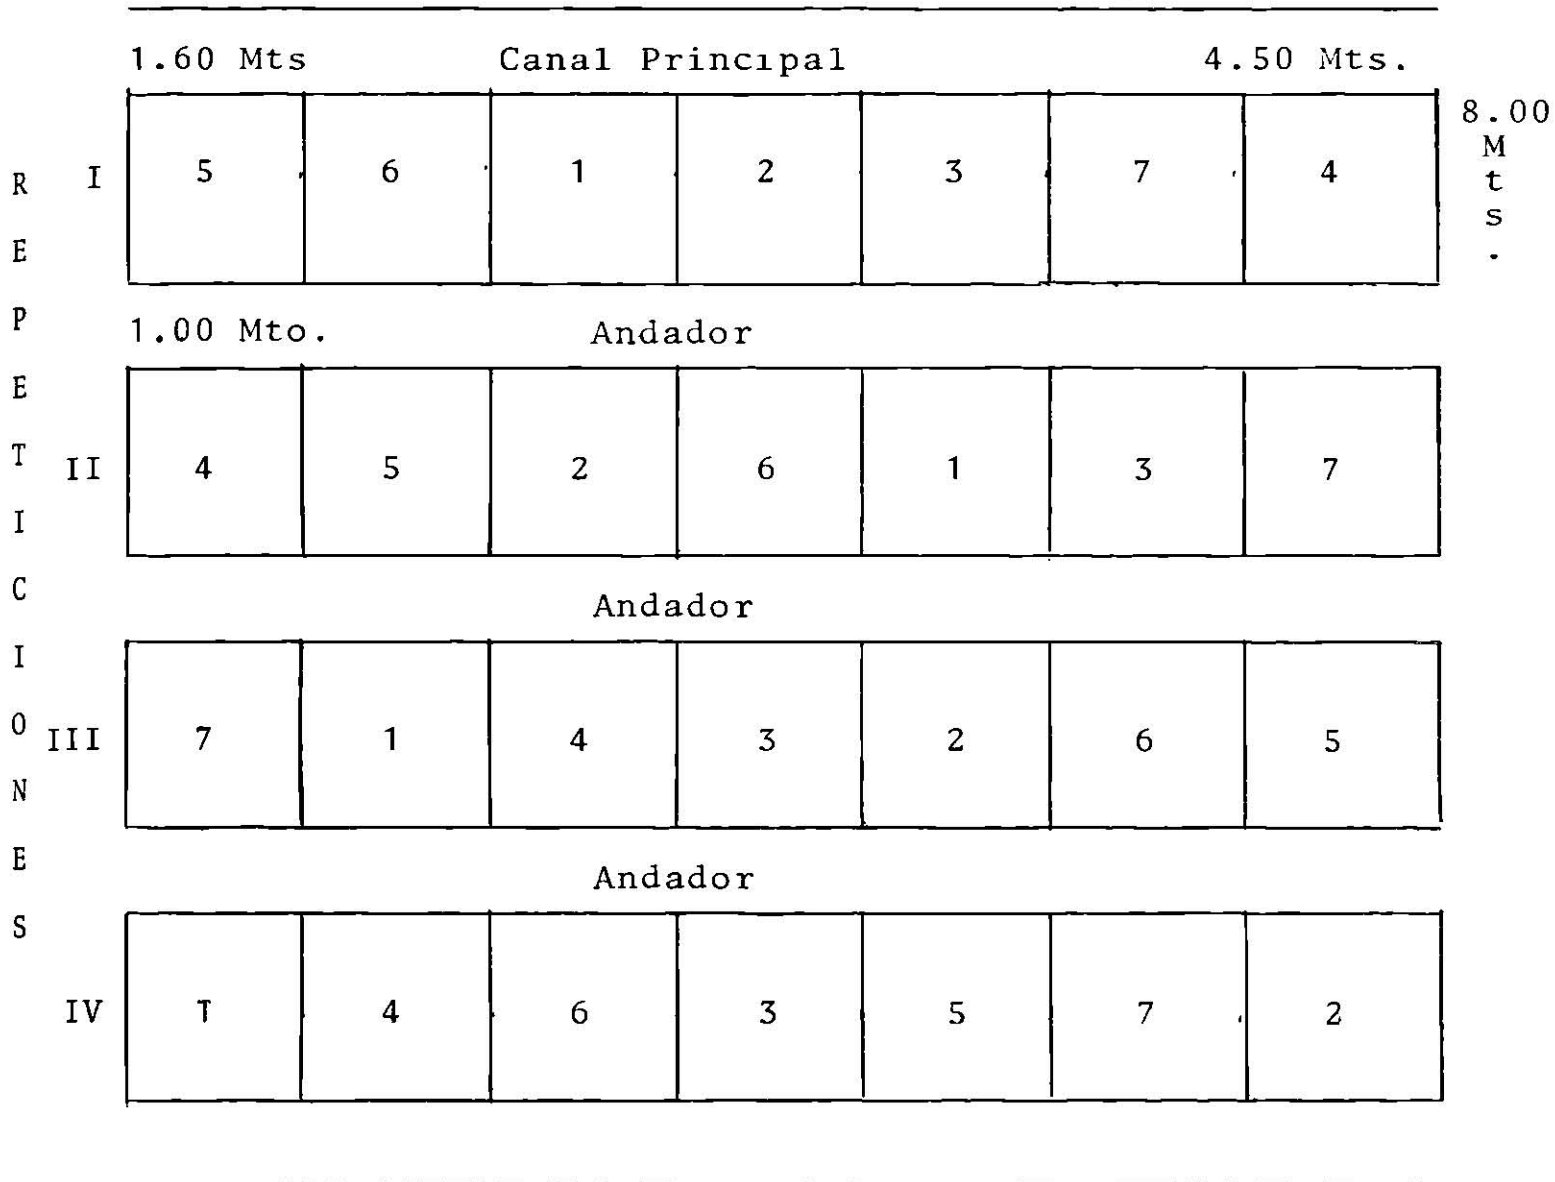 1.60 Mts Canal Principal 4.50 Mts.
8.00 Mts.
REPETICIONES
I 5 6 1 2 3 7 4
1.00 Mto. Andador
II 4 5 2 6 1 3 7
Andador
III 7 1 4 3 2 6 5
Andador
IV T 4 6 3 5 7 2